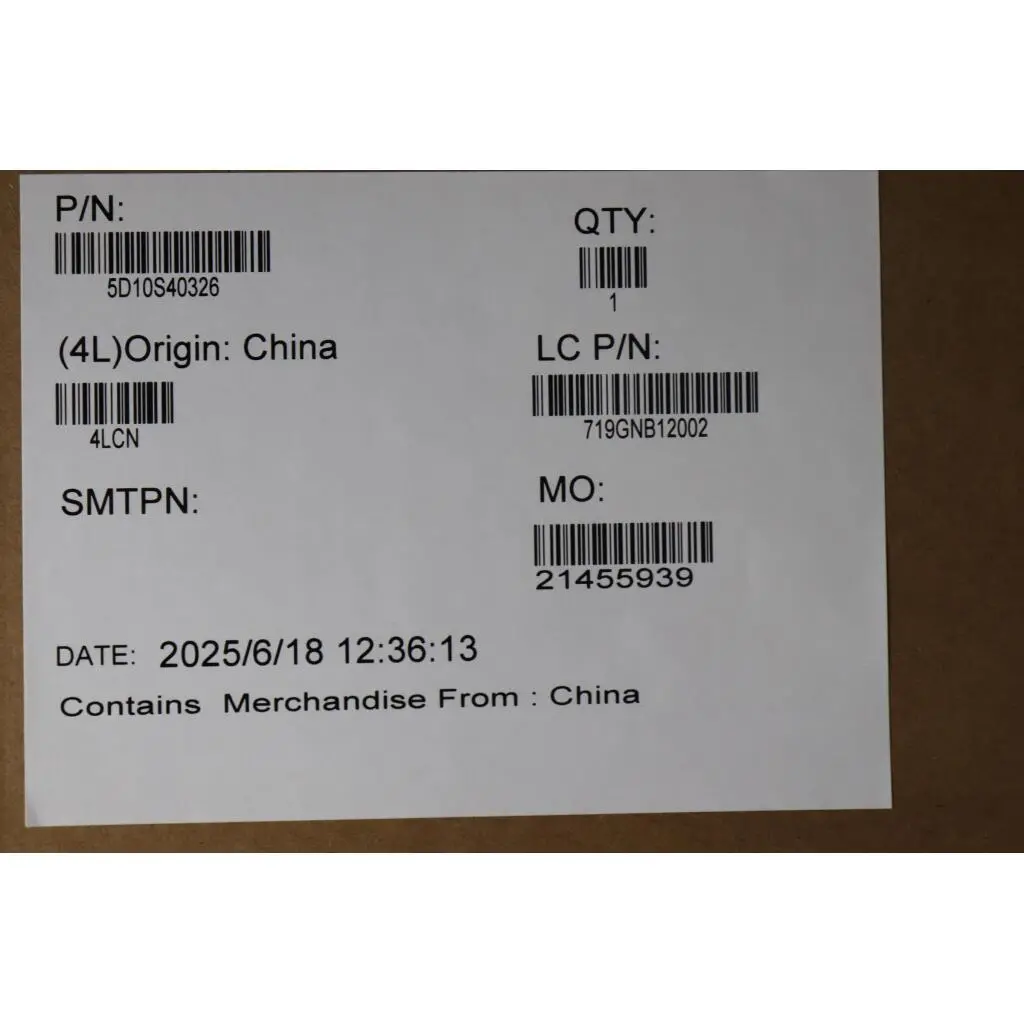 P/N:
5D10S40326
QTY:
1
(4L)Origin: China
4LCN
LC P/N:
719GNB12002
SMTPN:
MO:
21455939
DATE: 2025/6/18 12:36:13
Contains Merchandise From : China